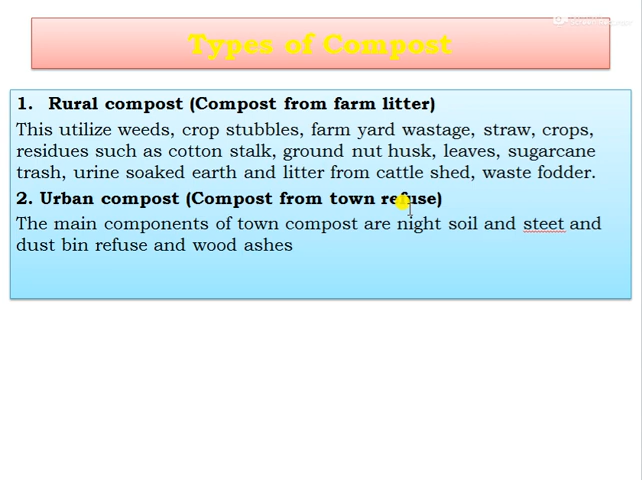 Types of Compost
1. Rural compost (Compost from farm litter)
This utilize weeds, crop stubbles, farm yard wastage, straw, crops,
residues such as cotton stalk, ground nut husk, leaves, sugarcane
trash, urine soaked earth and litter from cattle shed, waste fodder.
2. Urban compost (Compost from town refuse)
The main components of town compost are night soil and steet and
dust bin refuse and wood ashes